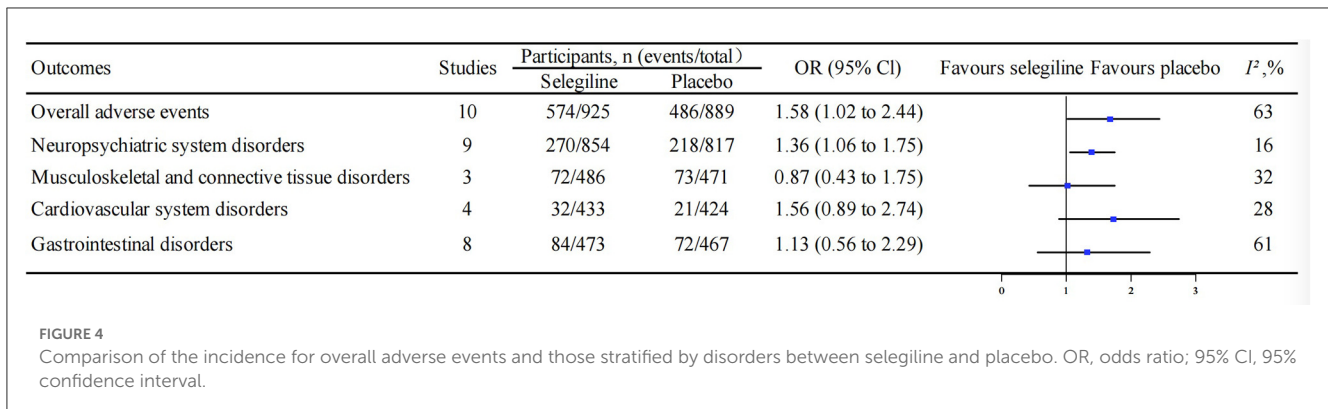 Outcomes Studies Participants, n (events/total) OR (95% Cl) Favours selegiline Favours placebo I²,%
Selegiline Placebo
Overall adverse events 10 574/925 486/889 1.58 (1.02 to 2.44) 63
Neuropsychiatric system disorders 9 270/854 218/817 1.36 (1.06 to 1.75) 16
Musculoskeletal and connective tissue disorders 3 72/486 73/471 0.87 (0.43 to 1.75) 32
Cardiovascular system disorders 4 32/433 21/424 1.56 (0.89 to 2.74) 28
Gastrointestinal disorders 8 84/473 72/467 1.13 (0.56 to 2.29) 61
0 1 2 3
FIGURE 4
Comparison of the incidence for overall adverse events and those stratified by disorders between selegiline and placebo. OR, odds ratio; 95% CI, 95%
confidence interval.